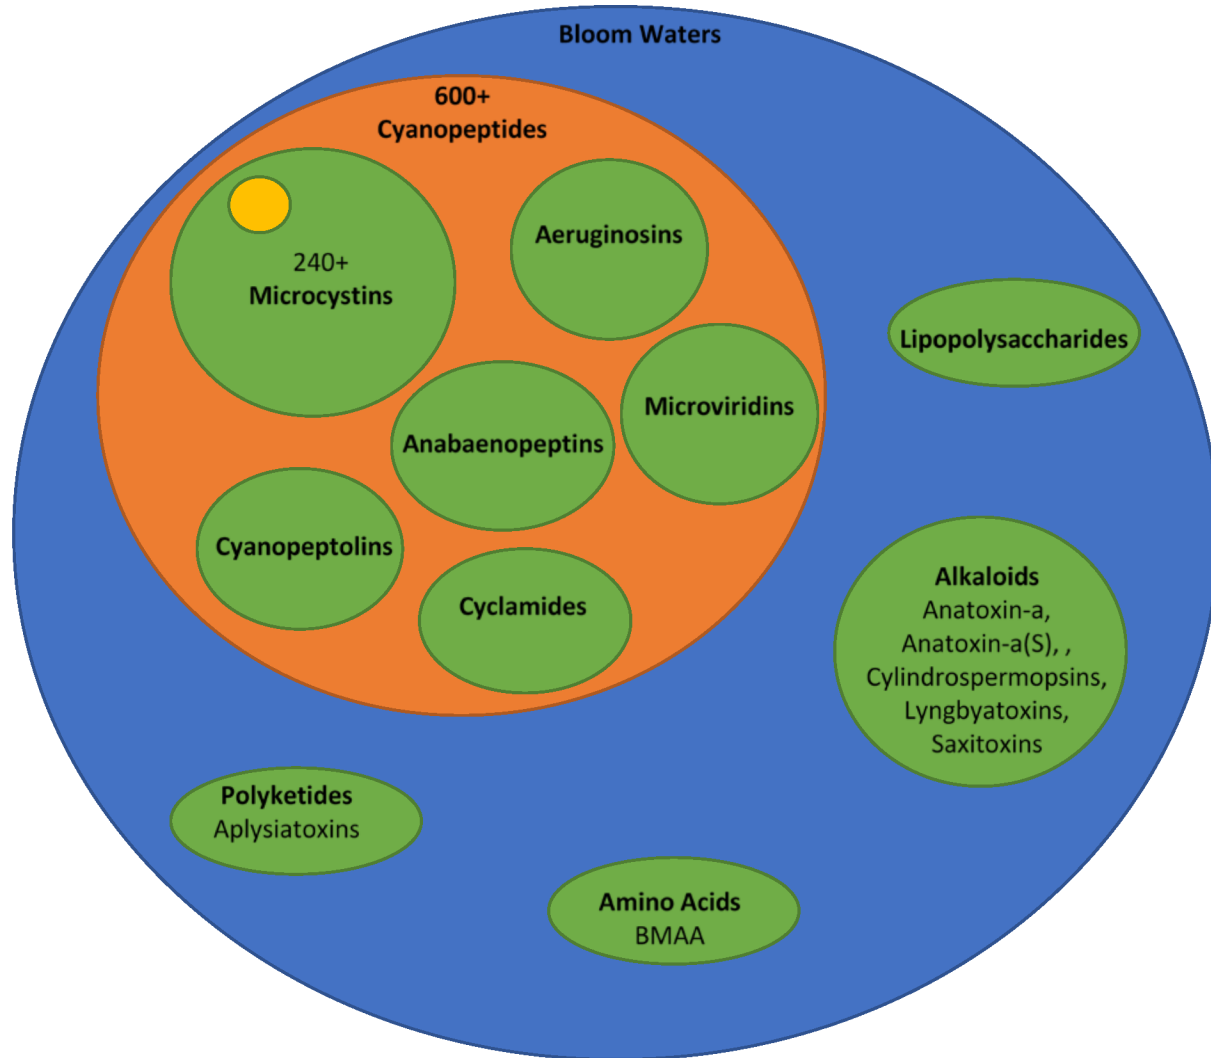 Bloom Waters
600+
Cyanopeptides
Aeruginosins
240+
Microcystins
Lipopolysaccharides
Microviridins
Anabaenopeptins
Cyanopeptolins
Cyclamides
Alkaloids
Anatoxin-a,
Anatoxin-a(S), ,
Cylindrospermopsins,
Lyngbyatoxins,
Saxitoxins
Polyketides
Aplysiatoxins
Amino Acids
BMAA